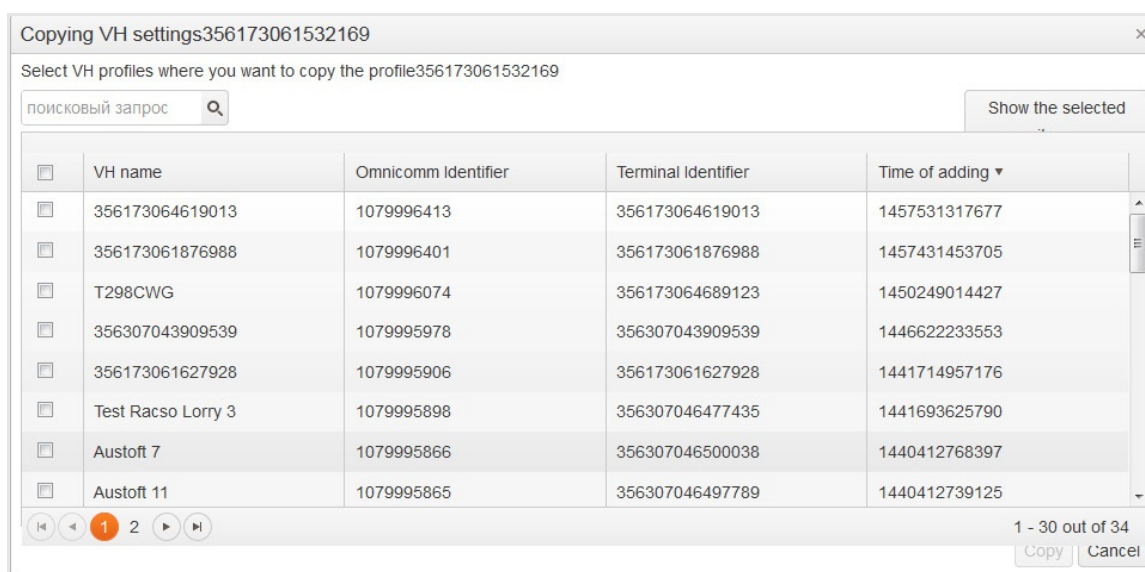 Copying VH settings356173061532169
Select VH profiles where you want to copy the profile356173061532169
поисковый запрос
Show the selected
VH name Omnicomm Identifier Terminal Identifier Time of adding
356173064619013 1079996413 356173064619013 1457531317677
356173061876988 1079996401 356173061876988 1457431453705
T298CWG 1079996074 356173064689123 1450249014427
356307043909539 1079995978 356307043909539 1446622233553
356173061627928 1079995906 356173061627928 1441714957176
Test Racso Lorry 3 1079995898 356307046477435 1441693625790
Austoft 7 1079995866 356307046500038 1440412768397
Austoft 11 1079995865 356307046497789 1440412739125
1 2 1 - 30 out of 34
Copy Cancel